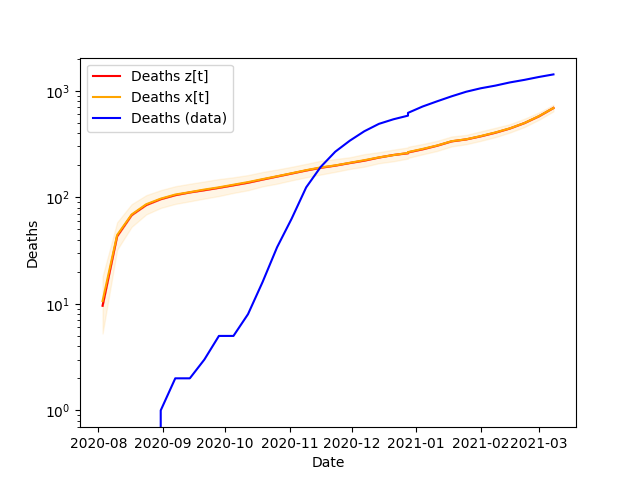 Deaths z[t]
Deaths x[t]
Deaths (data)
Deaths
10³
10²
10¹
10⁰
2020-08 2020-09 2020-10 2020-11 2020-12 2021-01 2021-02 2021-03
Date